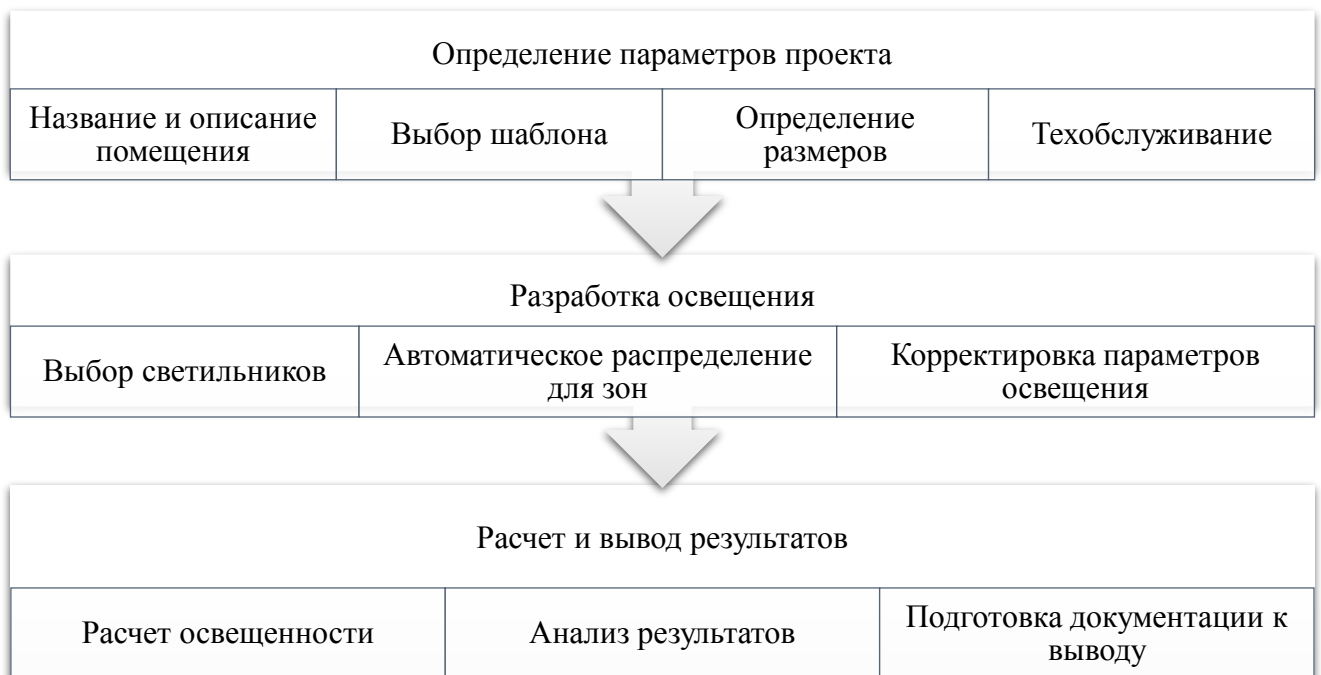 Определение параметров проекта
Название и описание
помещения
Выбор шаблона
Определение
размеров
Техобслуживание
Разработка освещения
Выбор светильников
Автоматическое распределение
для зон
Корректировка параметров
освещения
Расчет и вывод результатов
Расчет освещенности
Анализ результатов
Подготовка документации к
выводу